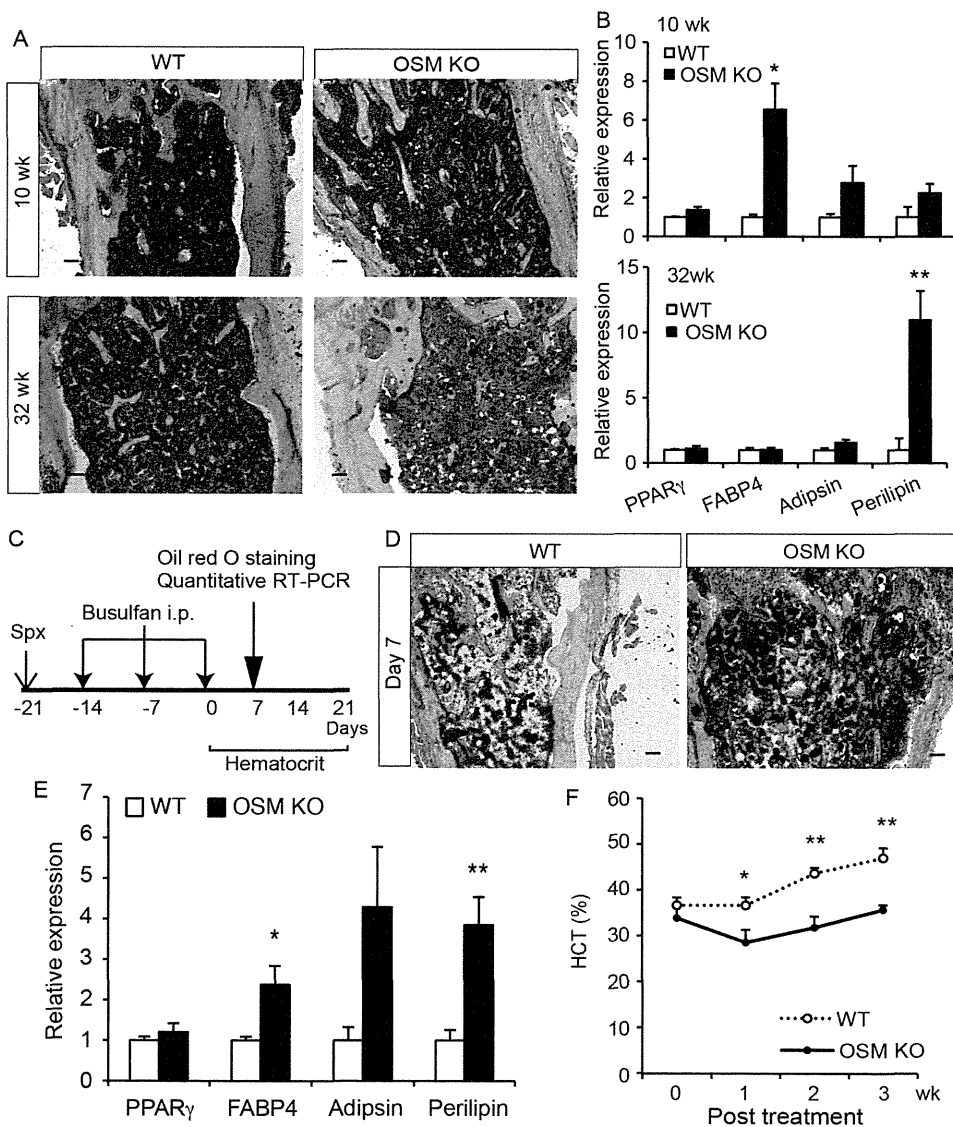 A
WT
OSM KO
10 wk
32 wk
B
10 wk
WT
OSM KO
Relative expression
10
8
6
4
2
0
*
32wk
WT
OSM KO
Relative expression
15
10
5
0
**
PPARγ
FABP4
Adipsin
Perilipin
C
Oil red O staining
Quantitative RT-PCR
Busulfan i.p.
Spx
-21
-14
-7
0
7
14
21
Days
Hematocrit
D
WT
OSM KO
Day 7
E
WT
OSM KO
Relative expression
7
6
5
4
3
2
1
0
*
**
PPARγ
FABP4
Adipsin
Perilipin
F
HCT (%)
60
50
40
30
20
10
0
*
**
**
WT
OSM KO
0
1
2
3
wk
Post treatment